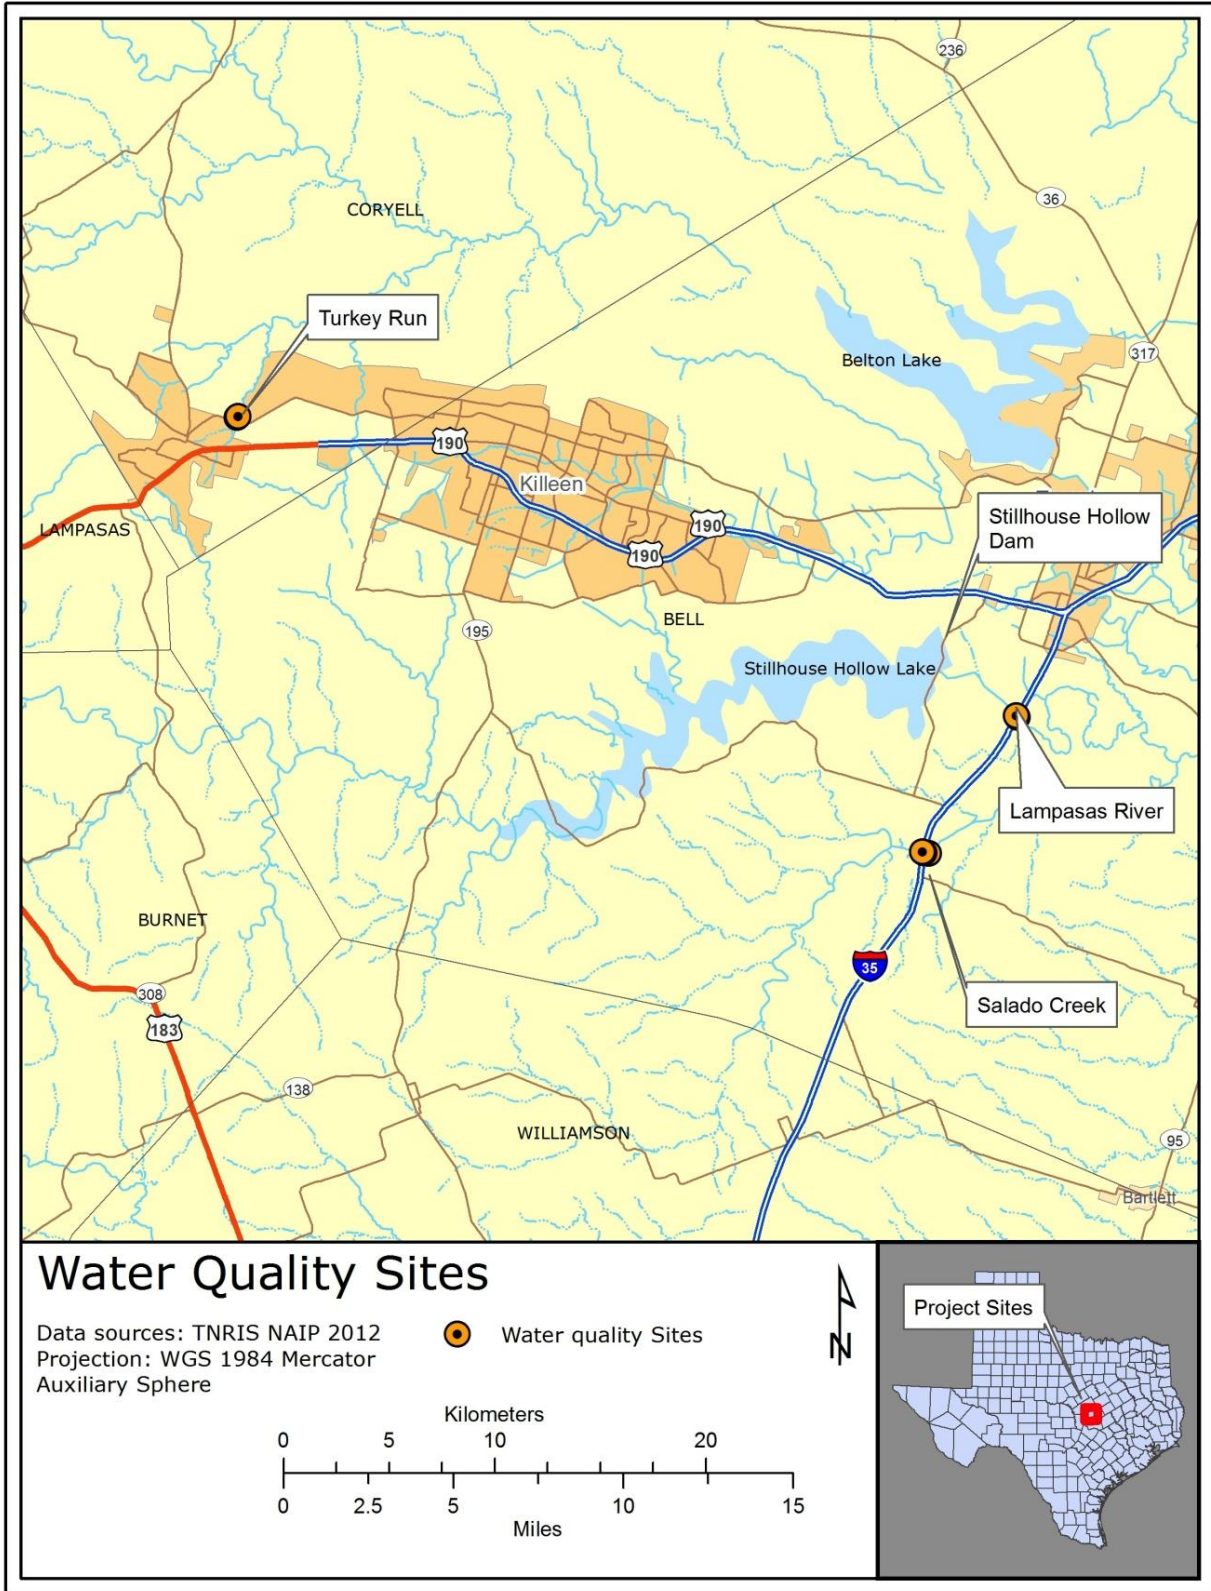 236
CORYELL
36
Turkey Run
317
Belton Lake
190
Killeen
Stillhouse Hollow
Dam
190
LAMPASAS
190
BELL
195
Stillhouse Hollow Lake
Lampasas River
BURNET
35
308
Salado Creek
183
138
WILLIAMSON
95
Bartlett
Water Quality Sites
Data sources: TNRIS NAIP 2012
Projection: WGS 1984 Mercator
Auxiliary Sphere
Water quality Sites
N
Project Sites
Kilometers
0 5 10 20
0 2.5 5 10 15
Miles